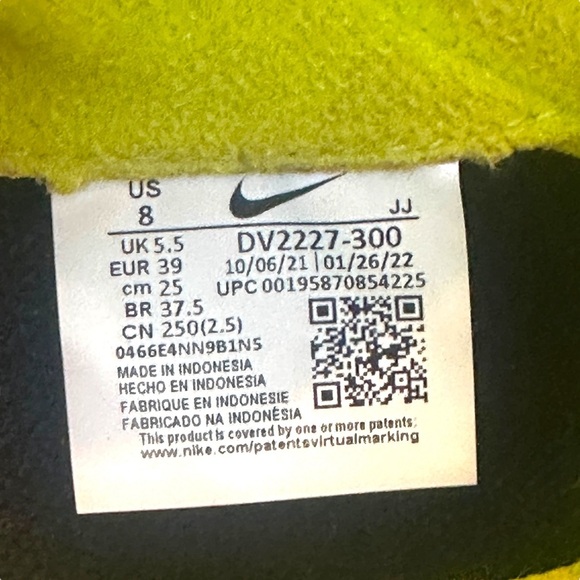 US
8
JJ
UK 5.5
DV2227-300
EUR 39
10/06/21 | 01/26/22
cm 25
UPC 00195870854225
BR 37.5
CN 250(2.5)
0466E4NN9B1N5
MADE IN INDONESIA
HECHO EN INDONESIA
FABRIQUE EN INDONESIE
FABRICADO NA INDONÉSIA
This product is covered by one or more patents:
www.nike.com/patentsvirtualmarking